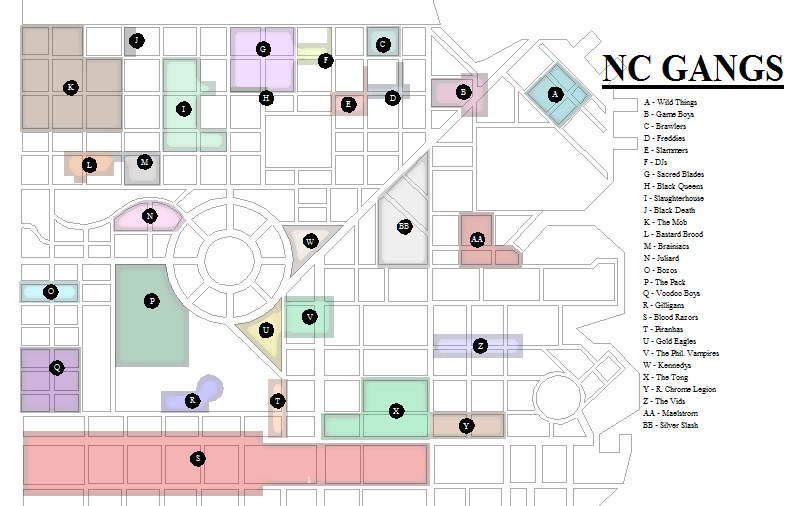 NC GANGS
A - Wild Things
B - Game Boys
C - Brawlers
D - Freddies
E - Slammers
F - DJs
G - Sacred Blades
H - Black Queens
I - Slaughterhouse
J - Black Death
K - The Mob
L - Bastard Brood
M - Brainiacs
N - Juliard
O - Bozos
P - The Pack
Q - Voodoo Boys
R - Gilligans
S - Blood Razors
T - Piranhas
U - Gold Eagles
V - The Phil. Vampires
W - Kennedys
X - The Tong
Y - R. Chrome Legion
Z - The Vids
AA - Maelstrom
BB - Silver Slash
J
C
G
F
K
H
I
E
D
B
A
L
M
N
BB
W
AA
O
P
V
U
Z
Q
R
T
X
Y
S